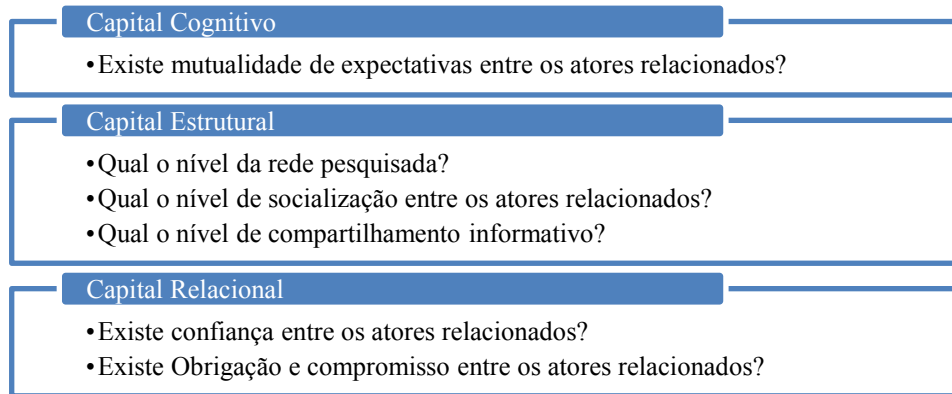 Capital Cognitivo
•Existe mutualidade de expectativas entre os atores relacionados?
Capital Estrutural
•Qual o nível da rede pesquisada?
•Qual o nível de socialização entre os atores relacionados?
•Qual o nível de compartilhamento informativo?
Capital Relacional
•Existe confiança entre os atores relacionados?
•Existe Obrigação e compromisso entre os atores relacionados?